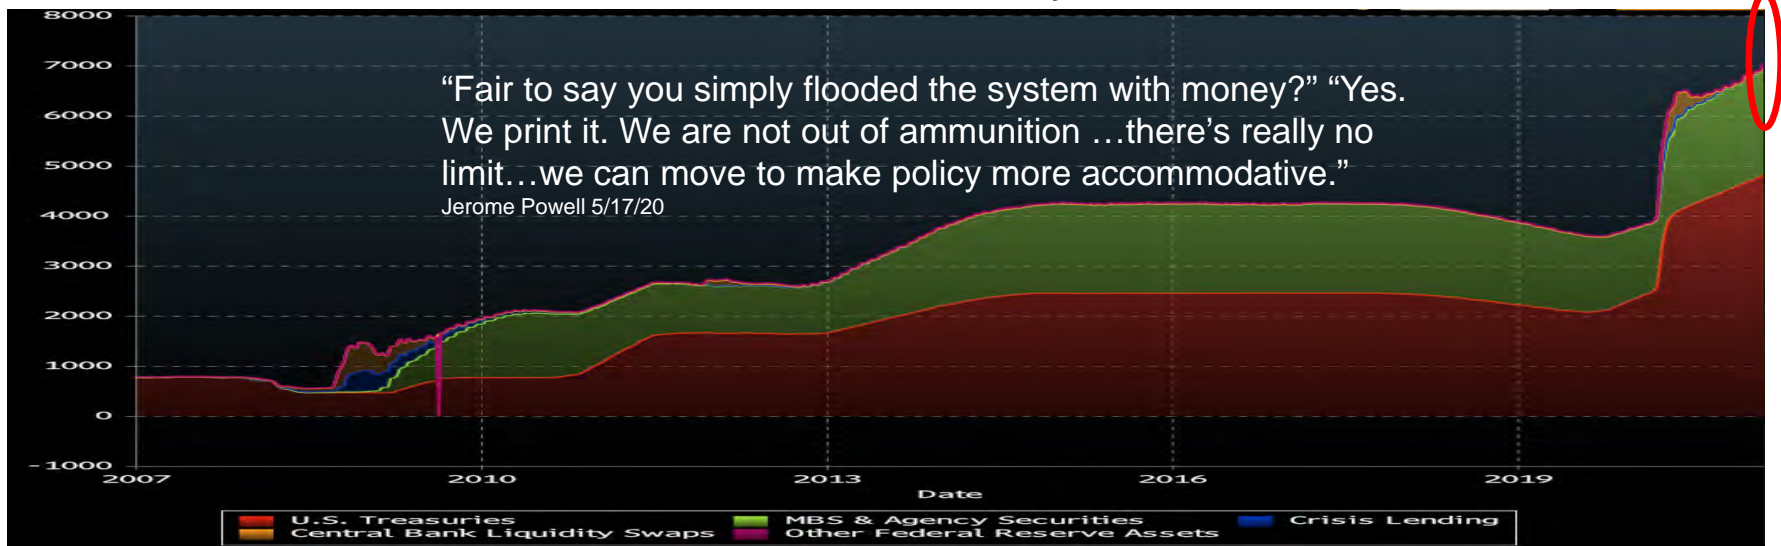 8000
7000
6000
5000
4000
3000
2000
1000
0
-1000
“Fair to say you simply flooded the system with money?” “Yes.
We print it. We are not out of ammunition …there’s really no
limit…we can move to make policy more accommodative.”
Jerome Powell 5/17/20
2007 2010 2013 2016 2019
Date
U.S. Treasuries MBS & Agency Securities Crisis Lending
Central Bank Liquidity Swaps Other Federal Reserve Assets